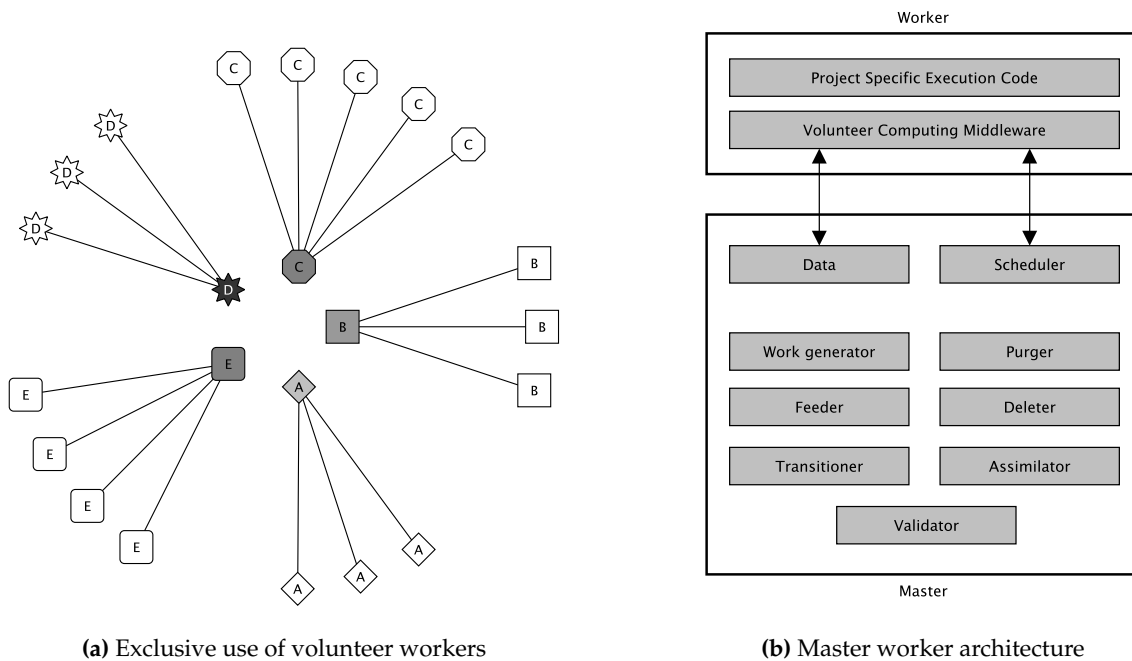 C
C
C
C
C
D
D
D
C
D
B
B
B
B
E
A
E
E
E
E
A
A
A
(a) Exclusive use of volunteer workers
Worker
Project Specific Execution Code
Volunteer Computing Middleware
Data Scheduler
Work generator Purger
Feeder Deleter
Transitioner Assimilator
Validator
Master
(b) Master worker architecture